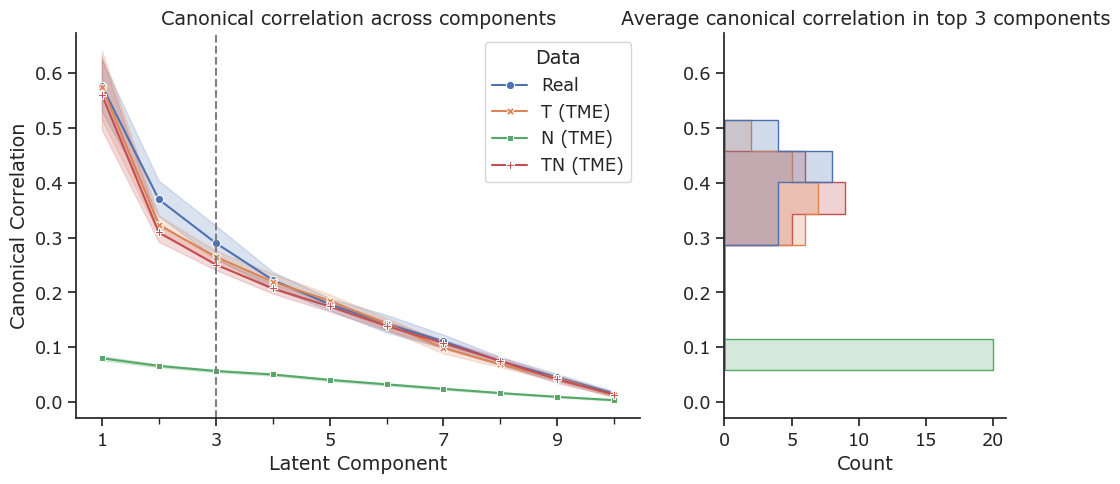 Canonical correlation across components
Average canonical correlation in top 3 components
Canonical Correlation
0.6
0.5
0.4
0.3
0.2
0.1
0.0
Data
Real
T (TME)
N (TME)
TN (TME)
1
3
5
7
9
Latent Component
0.6
0.5
0.4
0.3
0.2
0.1
0.0
0
5
10
15
20
Count